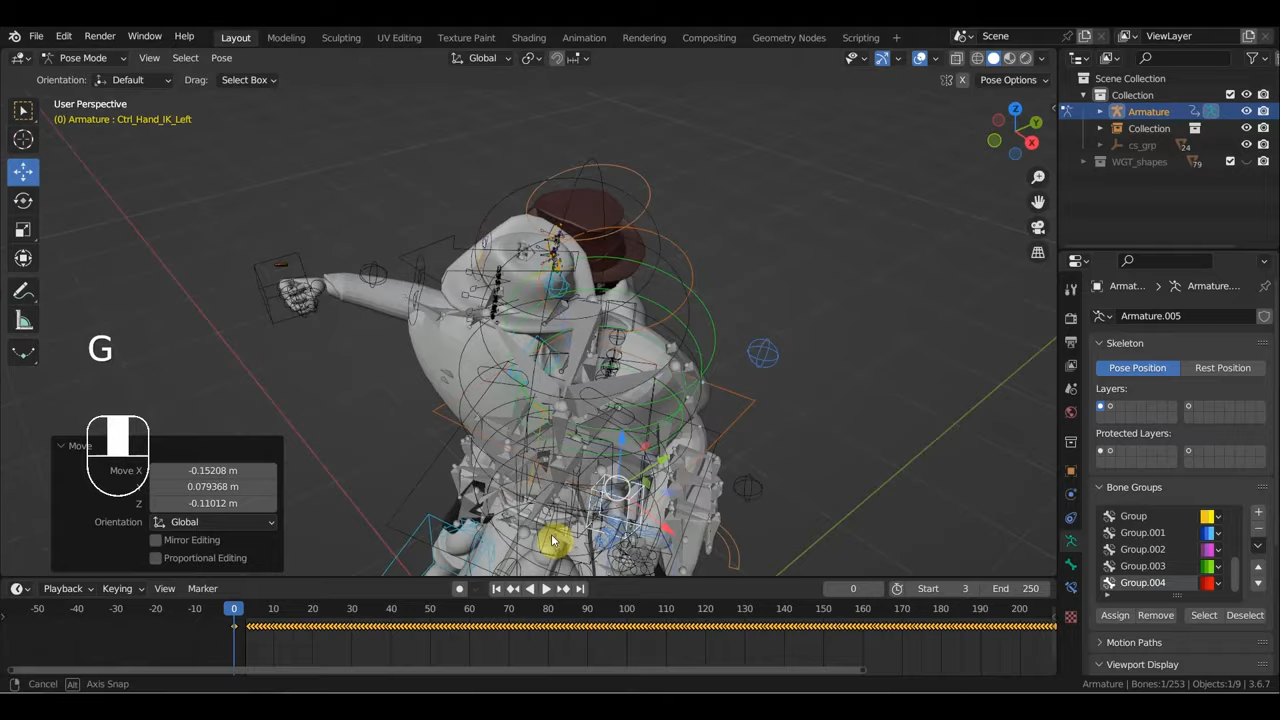 File Edit Render Window Help Layout Modeling Sculpting UV Editing Texture Paint Shading Animation Rendering Compositing Geometry Nodes Scripting + Scene ViewLayer
Pose Mode View Select Pose Global
Orientation: Default Drag: Select Box X Pose Options
Scene Collection
Collection
Armature
Collection
cs_grp 24
WGT_shapes 79
User Perspective
(0) Armature : Ctrl_Hand_IK_Left
Z
Y
X
Armat... > Armature....
Armature.005
Skeleton
Pose Position Rest Position
Layers:
Protected Layers:
Bone Groups
Group
Group.001
Group.002
Group.003
Group.004
Assign Remove Select Deselect
Motion Paths
Viewport Display
G
Move
Move X -0.15208 m
0.079368 m
Z -0.11012 m
Orientation Global
Mirror Editing
Proportional Editing
Playback Keying View Marker 0 Start 3 End 250
-50 -40 -30 -20 -10 0 10 20 30 40 50 60 70 80 90 100 110 120 130 140 150 160 170 180 190 200
Cancel Alt Axis Snap
Armature | Bones:1/253 | Objects:1/9 | 3.6.7